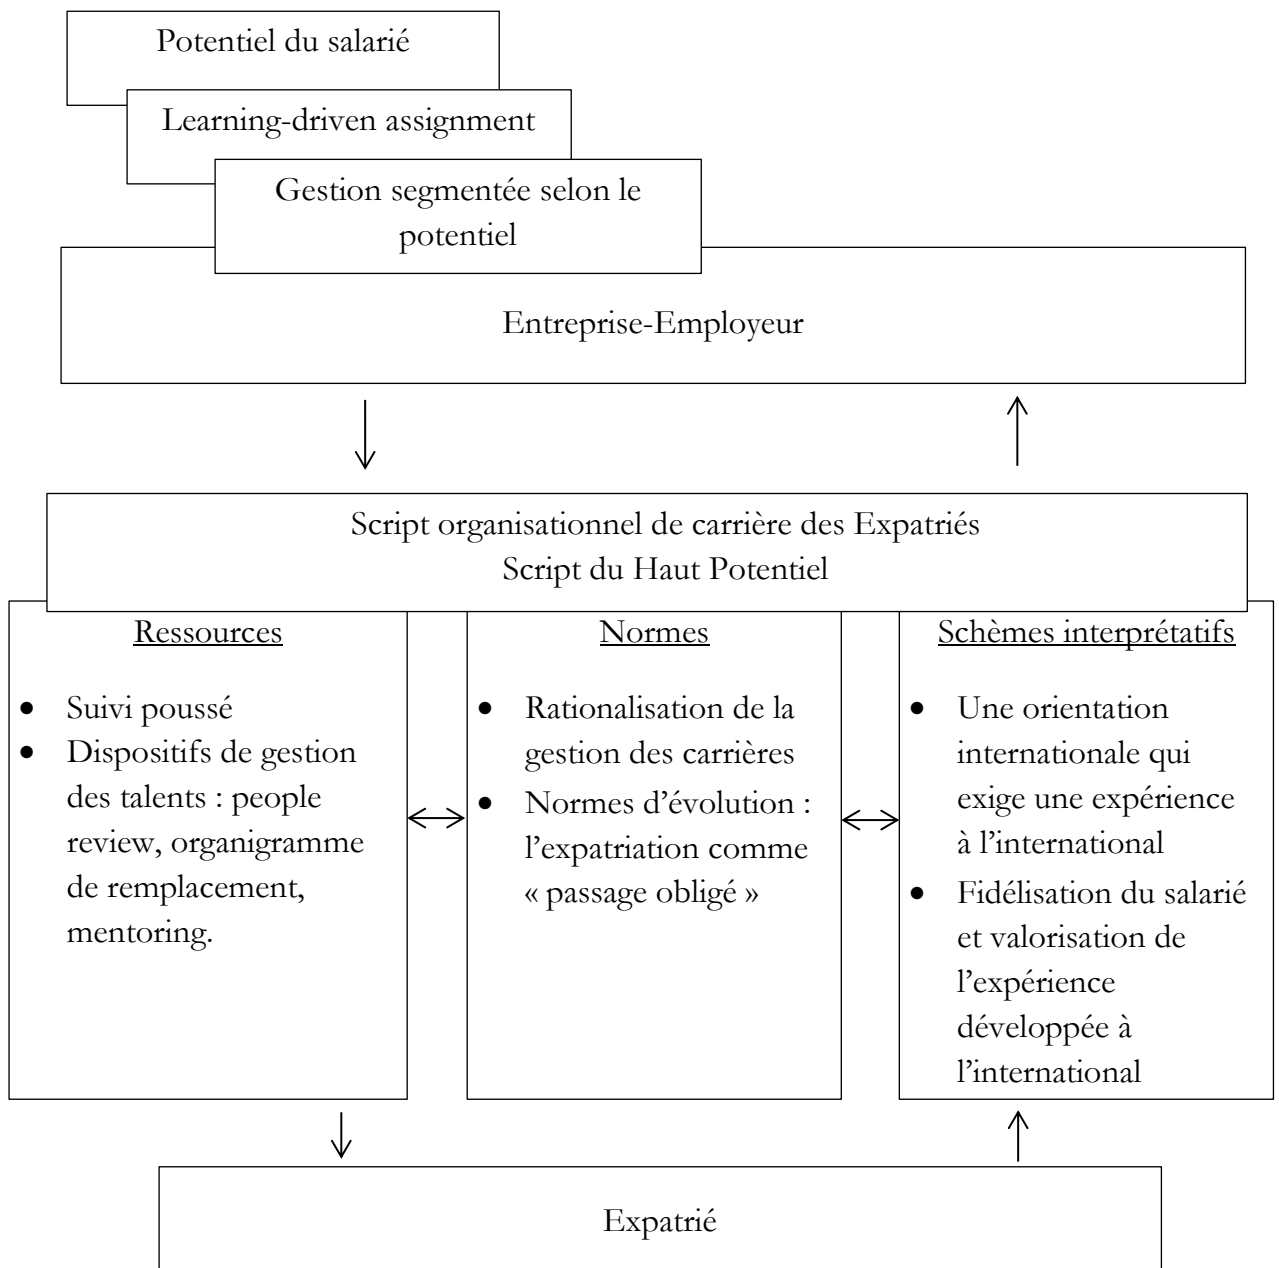 Potentiel du salarié
Learning-driven assignment
Gestion segmentée selon le
potentiel
Entreprise-Employeur
Script organisationnel de carrière des Expatriés
Script du Haut Potentiel
Ressources
• Suivi poussé
• Dispositifs de gestion
des talents : people
review, organigramme
de remplacement,
mentoring.
Normes
• Rationalisation de la
gestion des carrières
• Normes d’évolution :
l’expatriation comme
« passage obligé »
Schèmes interprétatifs
• Une orientation
internationale qui
exige une expérience
à l’international
• Fidélisation du salarié
et valorisation de
l’expérience
développée à
l’international
Expatrié